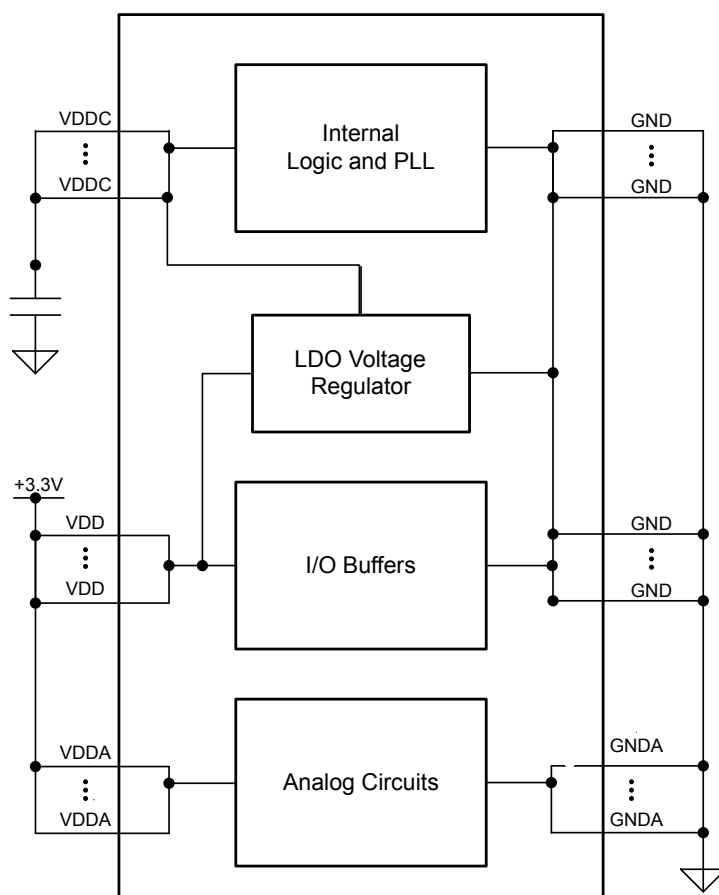 VDDC
VDDC
Internal
Logic and PLL
GND
GND
LDO Voltage
Regulator
+3.3V
VDD
VDD
I/O Buffers
GND
GND
VDDA
VDDA
Analog Circuits
GNDA
GNDA